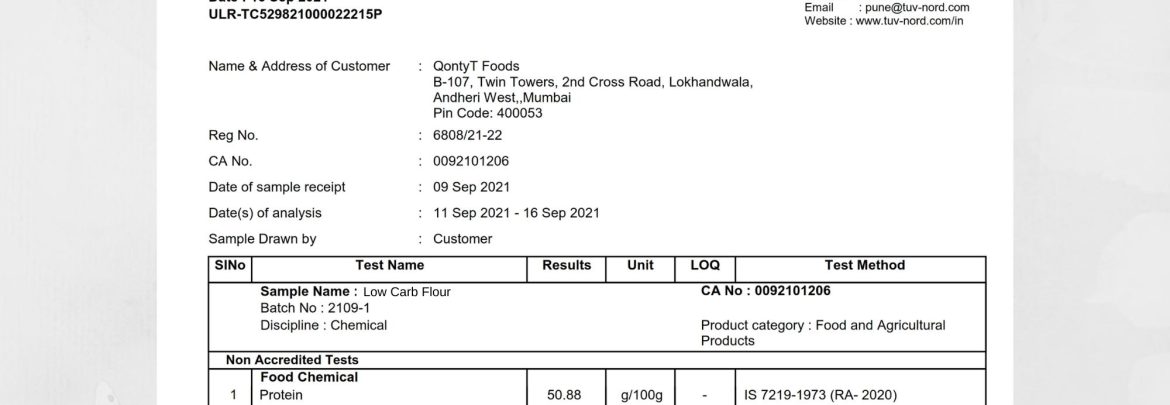 ULR-TC529821000022215P
Email : pune@tuv-nord.com
Website : www.tuv-nord.com/in
Name & Address of Customer : QontyT Foods
B-107, Twin Towers, 2nd Cross Road, Lokhandwala,
Andheri West,,Mumbai
Pin Code: 400053
Reg No. : 6808/21-22
CA No. : 0092101206
Date of sample receipt : 09 Sep 2021
Date(s) of analysis : 11 Sep 2021 - 16 Sep 2021
Sample Drawn by : Customer
SlNo Test Name Results Unit LOQ Test Method
Sample Name : Low Carb Flour CA No : 0092101206
Batch No : 2109-1
Discipline : Chemical Product category : Food and Agricultural
Products
Non Accredited Tests
Food Chemical
1 Protein 50.88 g/100g - IS 7219-1973 (RA- 2020)